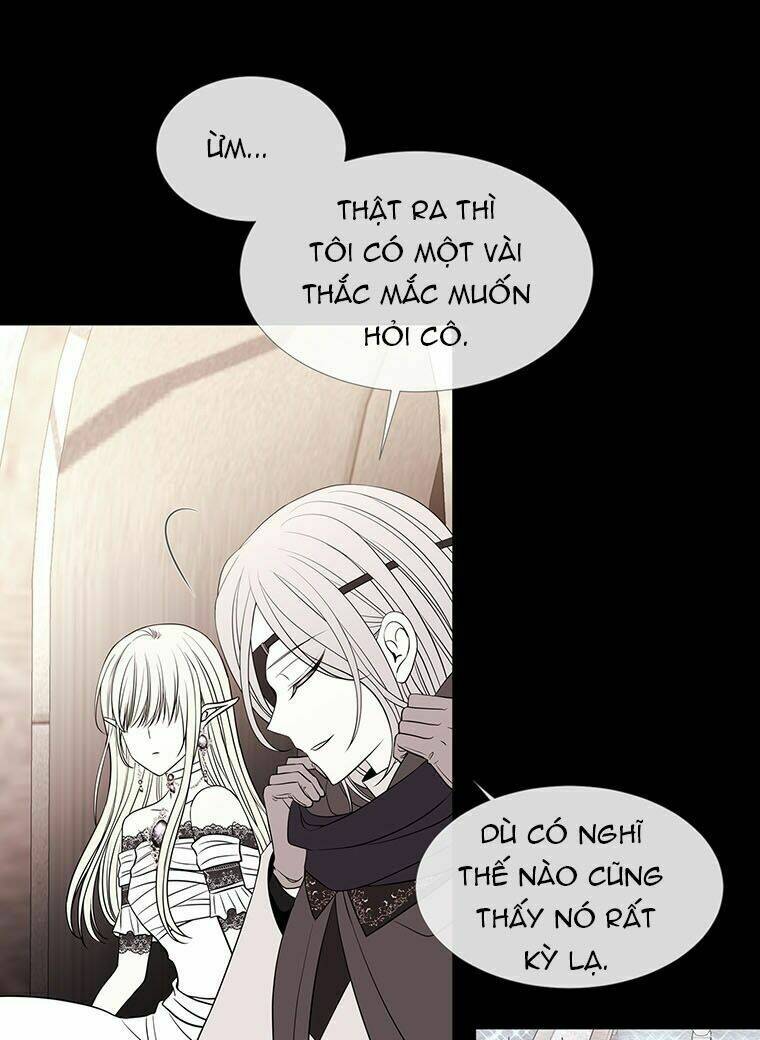 ỪM...
THẬT RA THÌ
TÔI CÓ MỘT VÀI
THẮC MẮC MUỐN
HỎI CÔ.
DÙ CÓ NGHĨ
THẾ NÀO CŨNG
THẤY NÓ RẤT
KỲ LẠ.